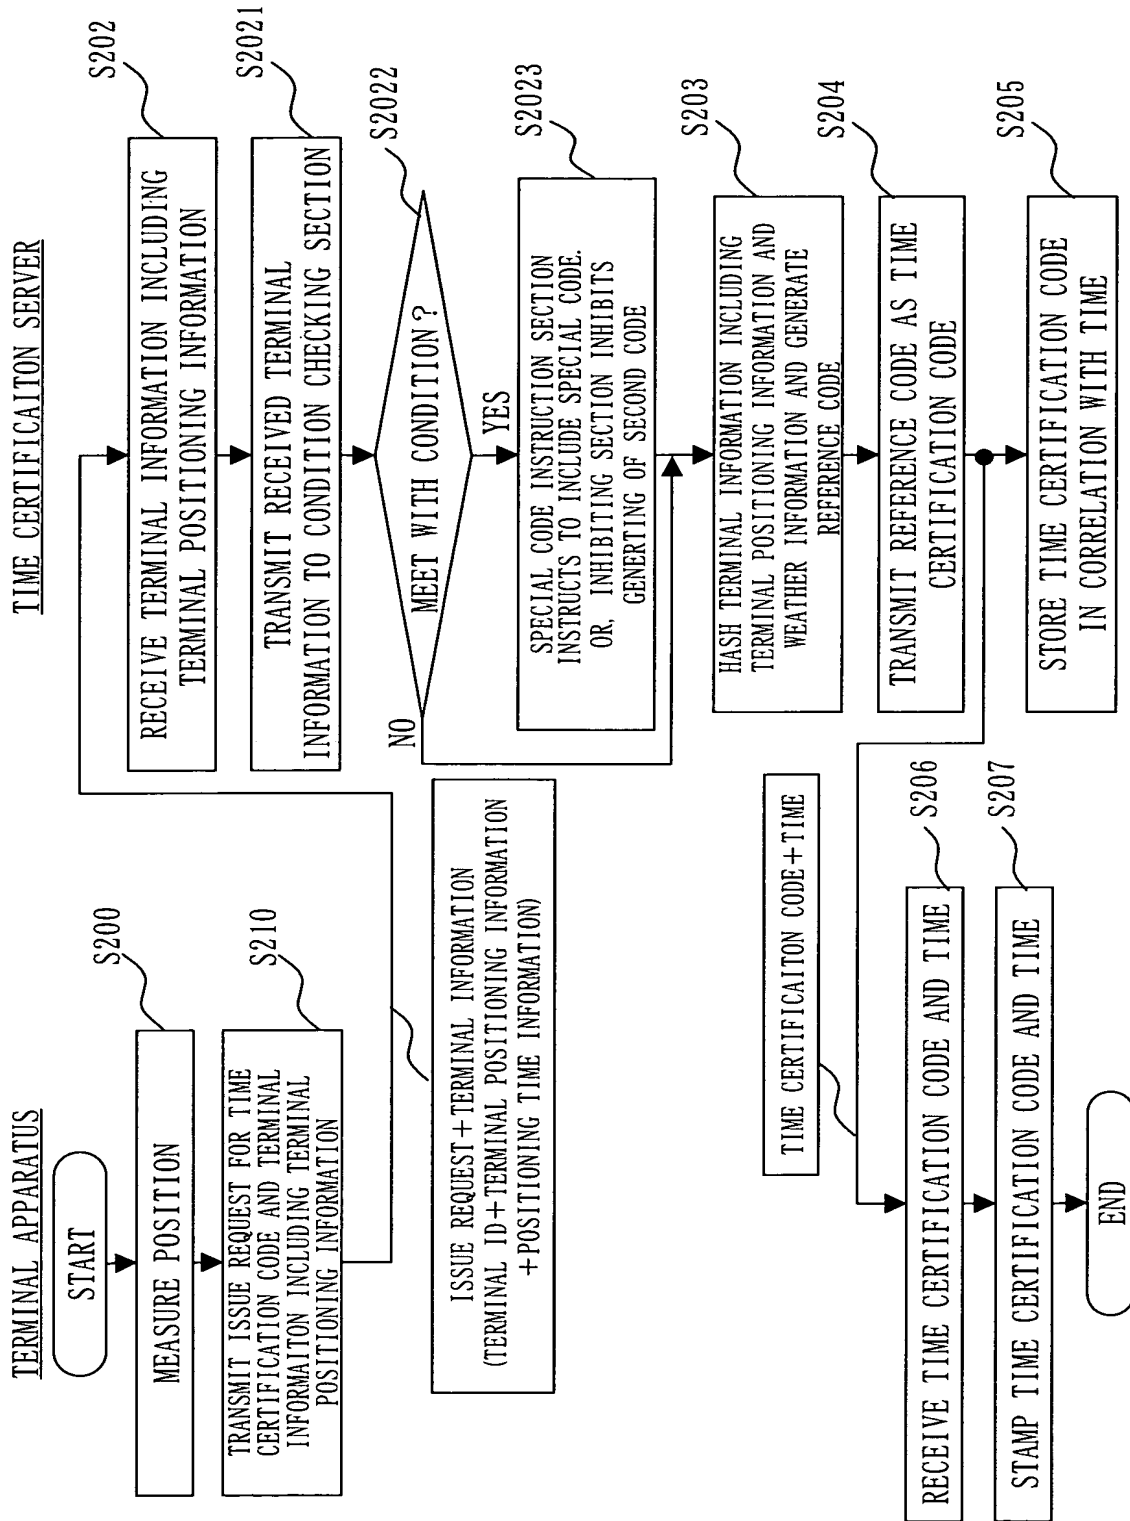 TERMINAL APPARATUS
START
MEASURE POSITION
S200
TRANSMIT ISSUE REQUEST FOR TIME
CERTIFICATION CODE AND TERMINAL
INFORMAITON INCLUDING TERMINAL
POSITIONING INFORMATION
S210
ISSUE REQUEST+TERMINAL INFORMATION
(TERMINAL ID+TERMINAL POSITIONING INFORMATION
+POSITIONING TIME INFORMATION)
TIME CERTIFICAITON SERVER
RECEIVE TERMINAL INFORMATION INCLUDING
TERMINAL POSITIONING INFORMATION
S202
TRANSMIT RECEIVED TERMINAL
INFORMATION TO CONDITION CHECKING SECTION
S2021
MEET WITH CONDITION?
S2022
NO
YES
SPECIAL CODE INSTRUCTION SECTION
INSTRUCTS TO INCLUDE SPECIAL CODE.
OR, INHIBITING SECTION INHIBITS
GENERTING OF SECOND CODE
S2023
HASH TERMINAL INFORMATION INCLUDING
TERMINAL POSITIONING INFORMATION AND
WEATHER INFORMATION AND GENERATE
REFERENCE CODE
S203
TRANSMIT REFERENCE CODE AS TIME
CERTIFICATION CODE
S204
STORE TIME CERTIFICATION CODE
IN CORRELATION WITH TIME
S205
TIME CERTIFICAITON CODE+TIME
RECEIVE TIME CERTIFICATION CODE AND TIME
S206
STAMP TIME CERTIFICATION CODE AND TIME
S207
END